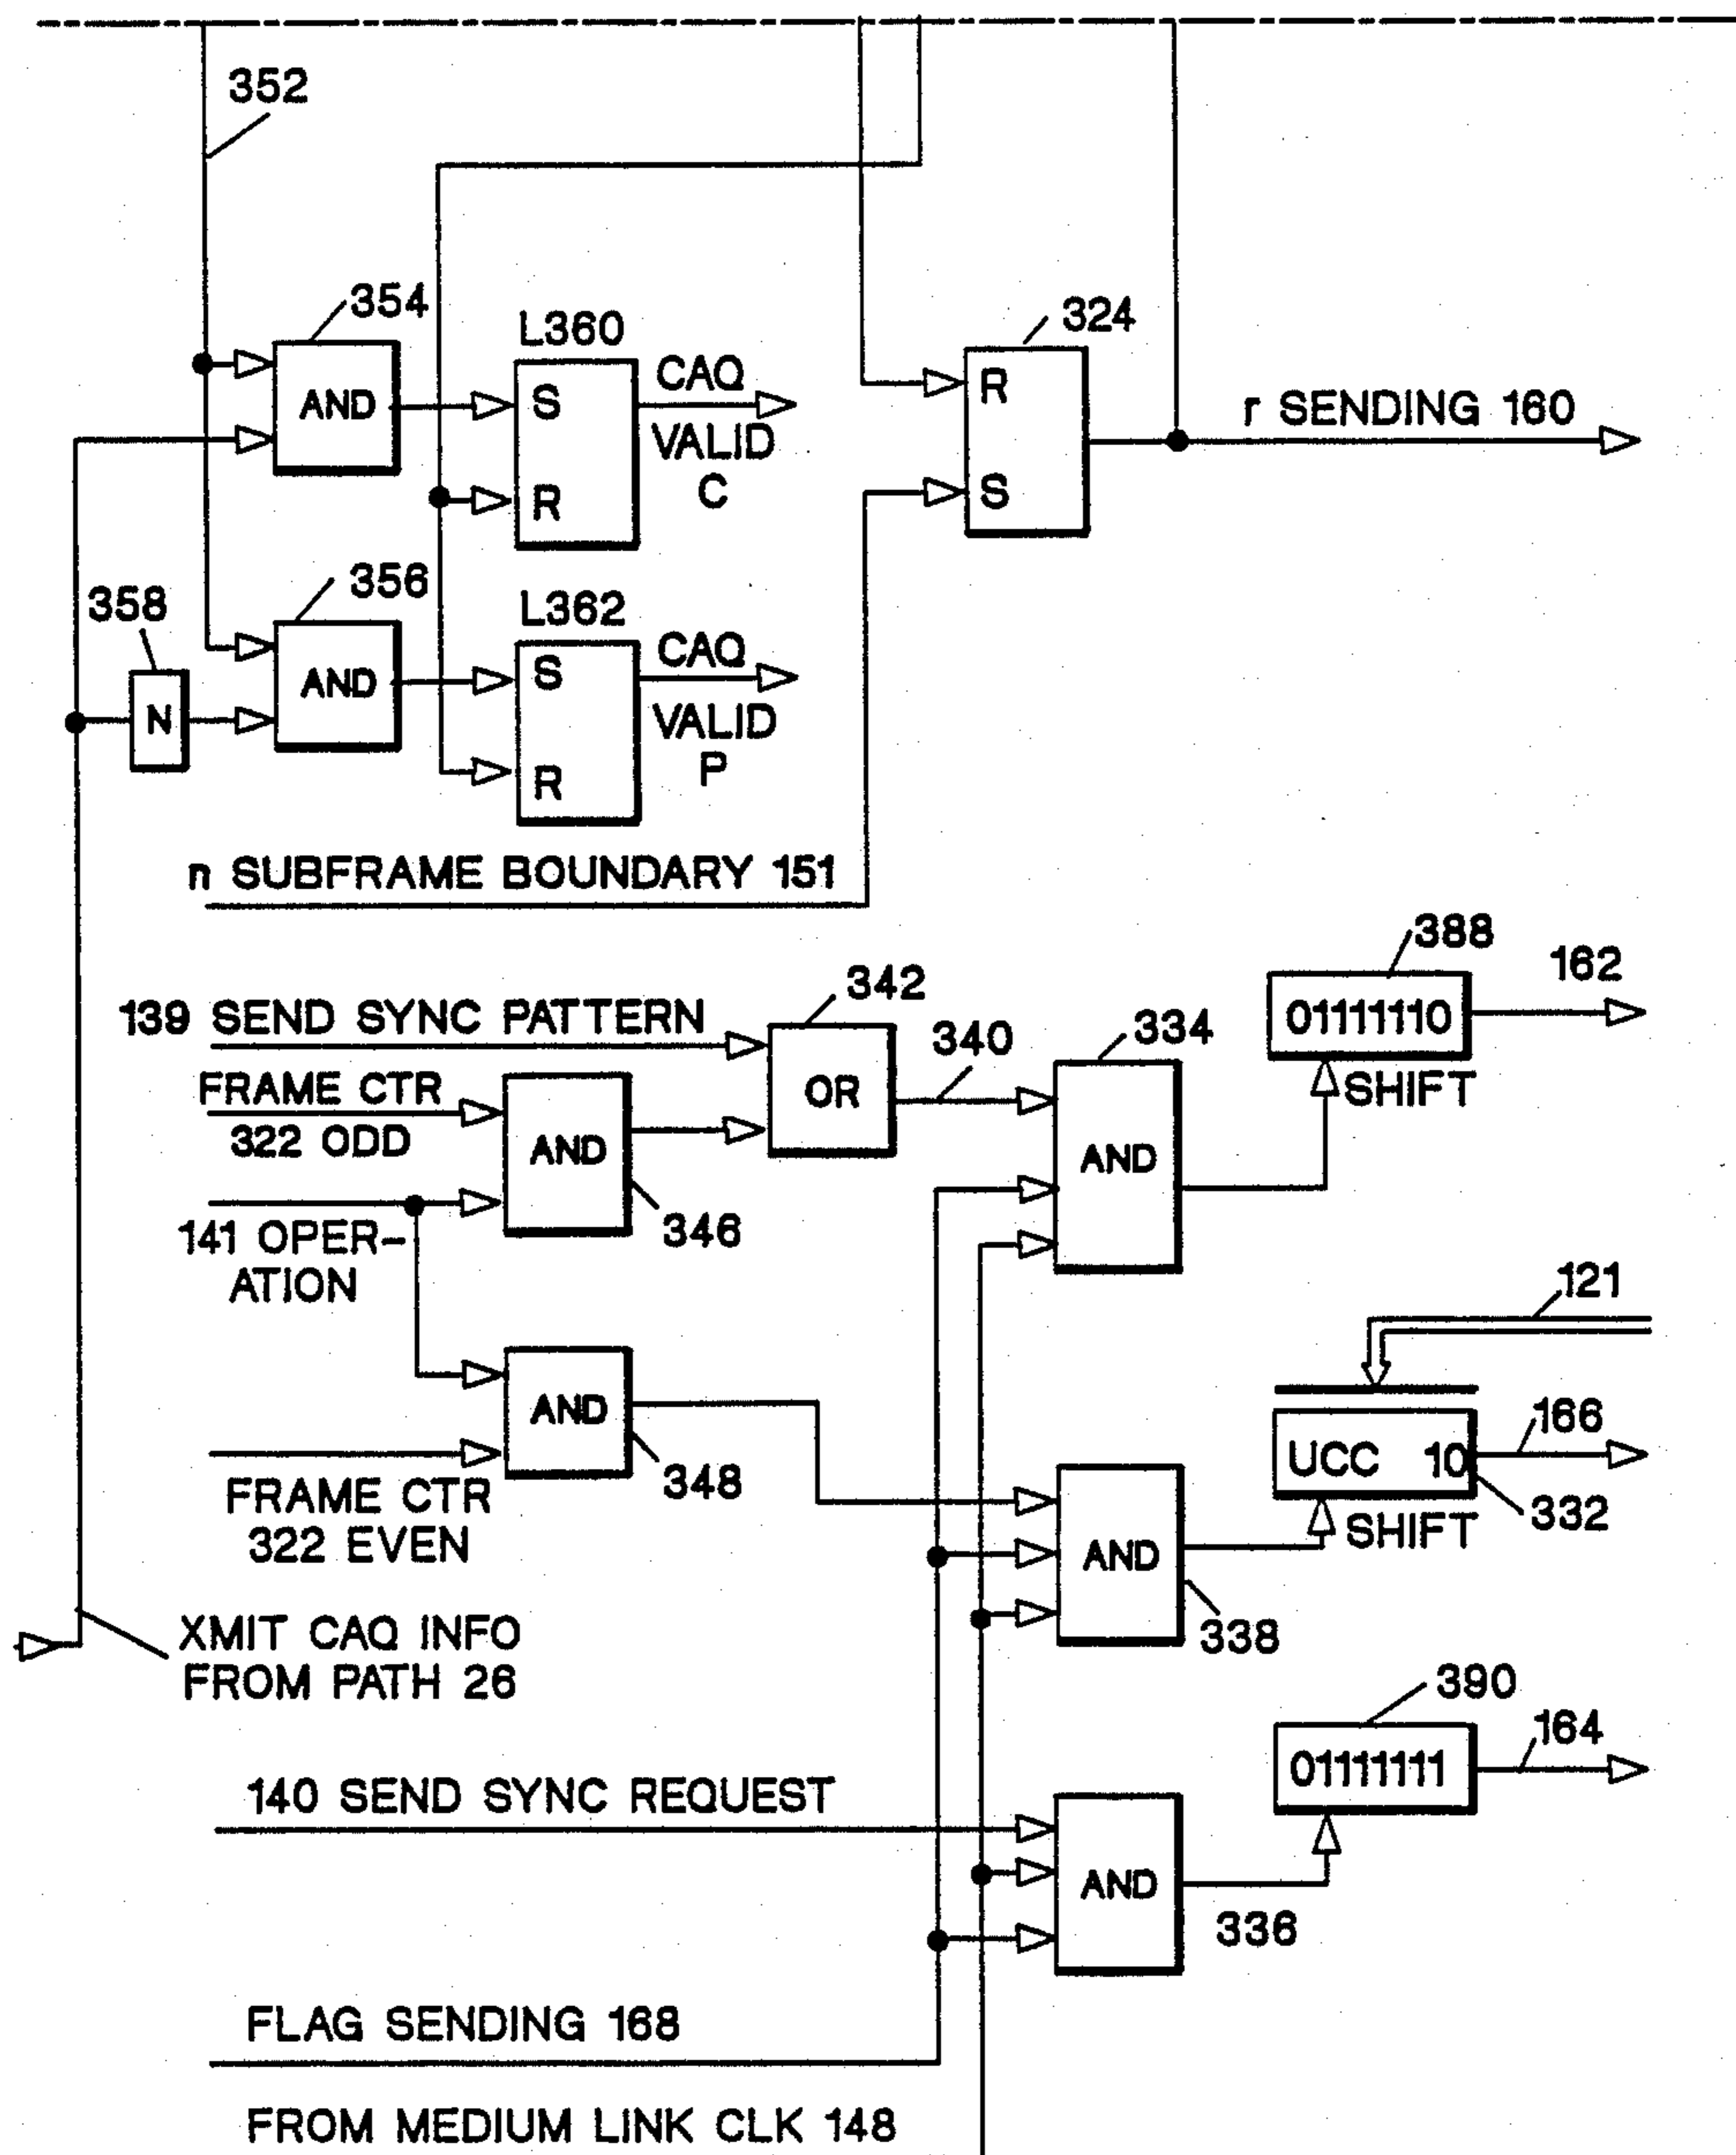 352
354
L360
324
AND
S
CAQ
VALID
C
R
R
S
r SENDING 160
358
356
L362
N
AND
S
CAQ
VALID
P
R
n SUBFRAME BOUNDARY 151
388
162
01111110
SHIFT
139 SEND SYNC PATTERN
342
340
334
FRAME CTR
322 ODD
OR
AND
AND
346
141 OPER-
ATION
121
AND
348
166
UCC 10
332
SHIFT
FRAME CTR
322 EVEN
AND
338
XMIT CAQ INFO
FROM PATH 26
390
164
01111111
140 SEND SYNC REQUEST
AND
336
FLAG SENDING 168
FROM MEDIUM LINK CLK 148